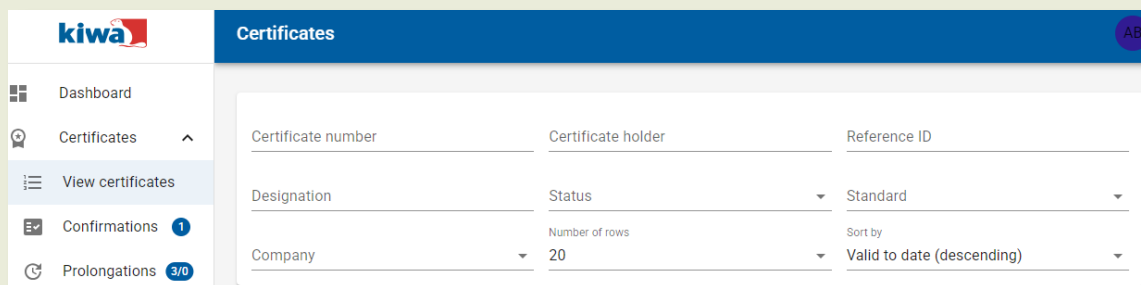 kiwa
Certificates
AB
Dashboard
Certificates
View certificates
Confirmations 1
Prolongations 3/0
Certificate number
Certificate holder
Reference ID
Designation
Status
Standard
Company
Number of rows
20
Sort by
Valid to date (descending)